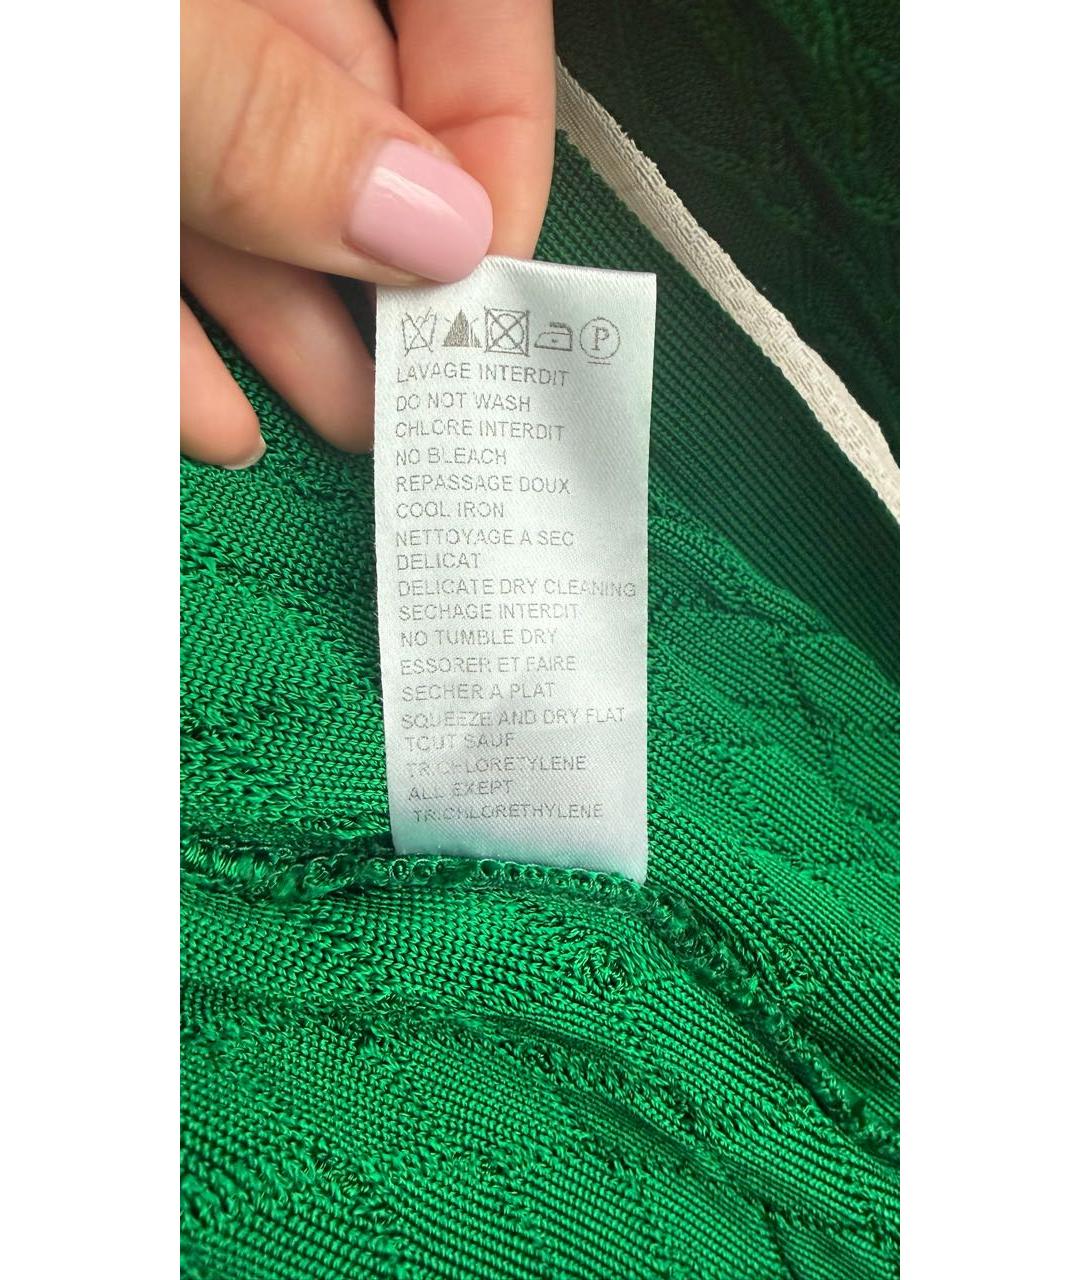 P
LAVAGE INTERDIT
DO NOT WASH
CHLORE INTERDIT
NO BLEACH
REPASSAGE DOUX
COOL IRON
NETTOYAGE A SEC
DELICAT
DELICATE DRY CLEANING
SECHAGE INTERDIT
NO TUMBLE DRY
ESSORER ET FAIRE
SECHER A PLAT
SQUEEZE AND DRY FLAT
TOUT SAUF
TRICHLORETYLENE
ALL EXEPT
TRICHLORETHYLENE